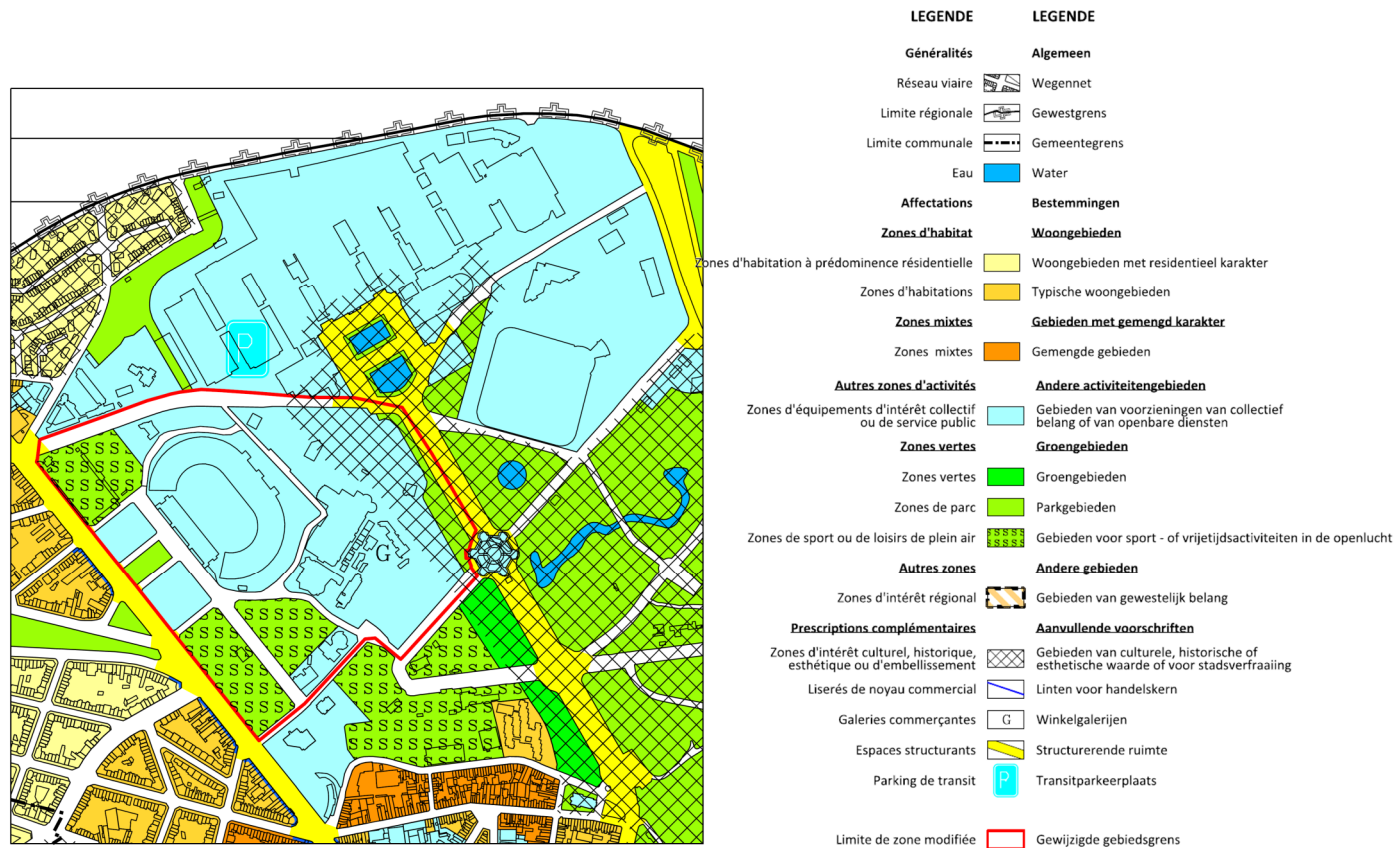 LEGENDE LEGENDE
Généralités Algemeen
Réseau viaire Wegennet
Limite régionale Gewestgrens
Limite communale Gemeentegrens
Eau Water
Affectations Bestemmingen
Zones d'habitat Woongebieden
Zones d'habitation à prédominence résidentielle Woongebieden met residentieel karakter
Zones d'habitations Typische woongebieden
Zones mixtes Gebieden met gemengd karakter
Zones mixtes Gemengde gebieden
Autres zones d'activités Andere activiteitengebieden
Zones d'équipements d'intérêt collectif Gebieden van voorzieningen van collectief
ou de service public belang of van openbare diensten
Zones vertes Groengebieden
Zones vertes Groengebieden
Zones de parc Parkgebieden
Zones de sport ou de loisirs de plein air S S S S S Gebieden voor sport - of vrijetijdsactiviteiten in de openlucht
S S S S S
Autres zones Andere gebieden
Zones d'intérêt régional Gebieden van gewestelijk belang
Prescriptions complémentaires Aanvullende voorschriften
Zones d'intérêt culturel, historique, Gebieden van culturele, historische of
esthétique ou d'embellissement esthetische waarde of voor stadsverfraaiing
Liserés de noyau commercial Linten voor handelskern
Galeries commerçantes G Winkelgalerijen
Espaces structurants Structurerende ruimte
Parking de transit P Transitparkeerplaats
Limite de zone modifiée Gewijzigde gebiedsgrens
P
G